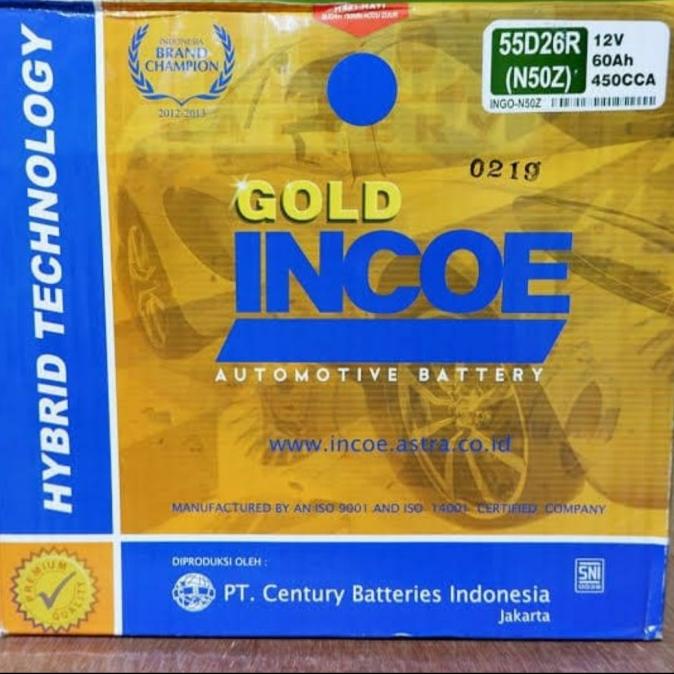 INDONESIA
BRAND
CHAMPION
2012-2013
55D26R
(N50Z)
12V
60Ah
450CCA
INGO-N50Z
0219
GOLD
INCOE
AUTOMOTIVE BATTERY
www.incoe.astra.co.id
MANUFACTURED BY AN ISO 9001 AND ISO 14001 CERTIFIED COMPANY
HYBRID TECHNOLOGY
PREMIUM
QUALITY
DIPRODUKSI OLEH :
PT. Century Batteries Indonesia
Jakarta
SNI